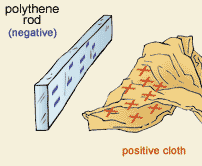 polythene
rod
(negative)
positive cloth